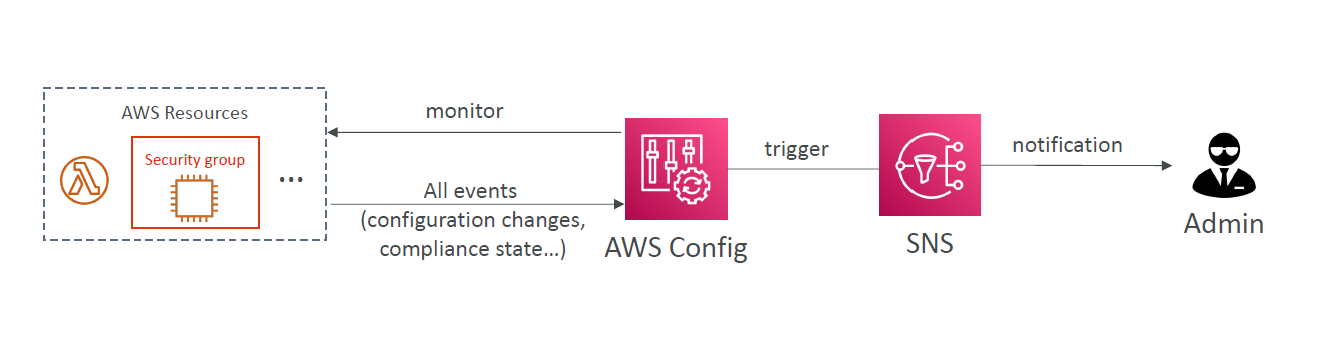 AWS Resources
Security group
...
monitor
All events
(configuration changes,
compliance state...)
AWS Config
trigger
SNS
notification
Admin